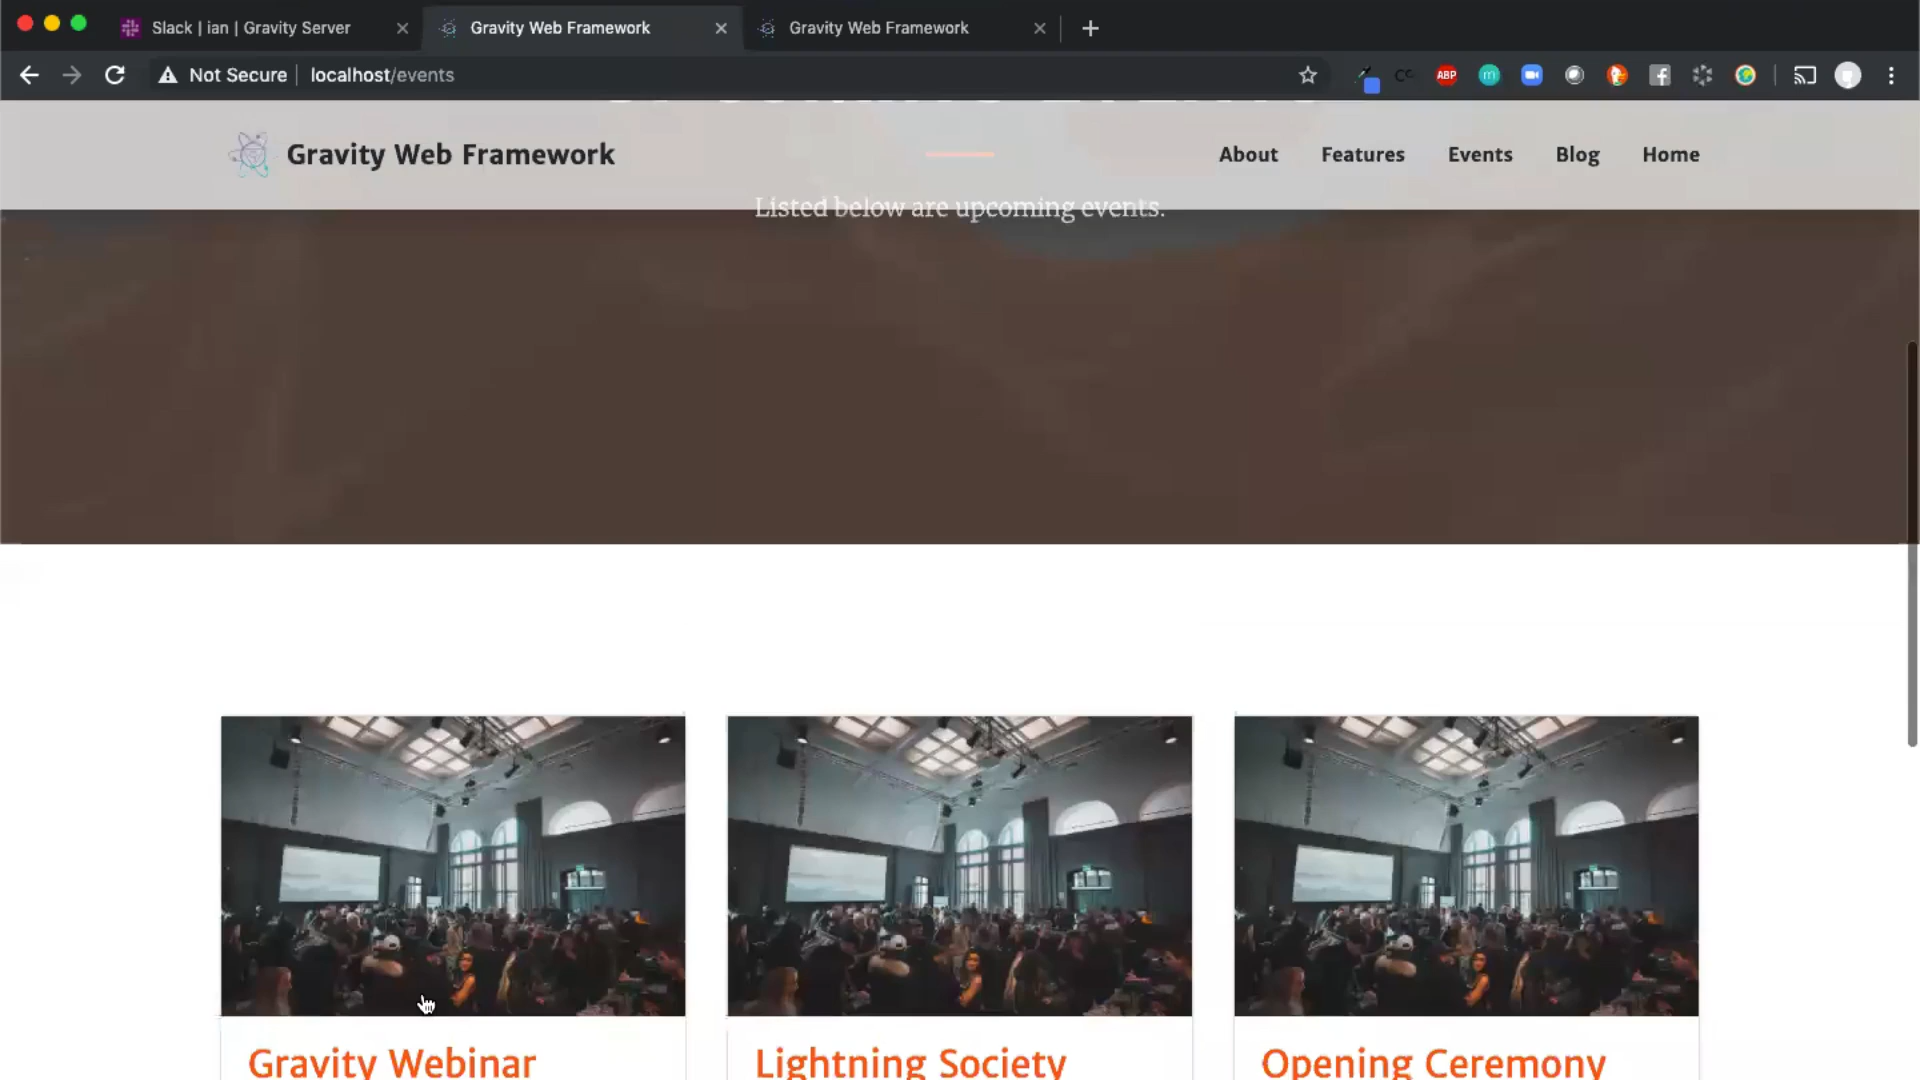 Slack | ian | Gravity Server
Gravity Web Framework
Gravity Web Framework
Not Secure
localhost/events
ABP
Gravity Web Framework
About
Features
Events
Blog
Home
Listed below are upcoming events.
Gravity Webinar
Lightning Society
Opening Ceremony